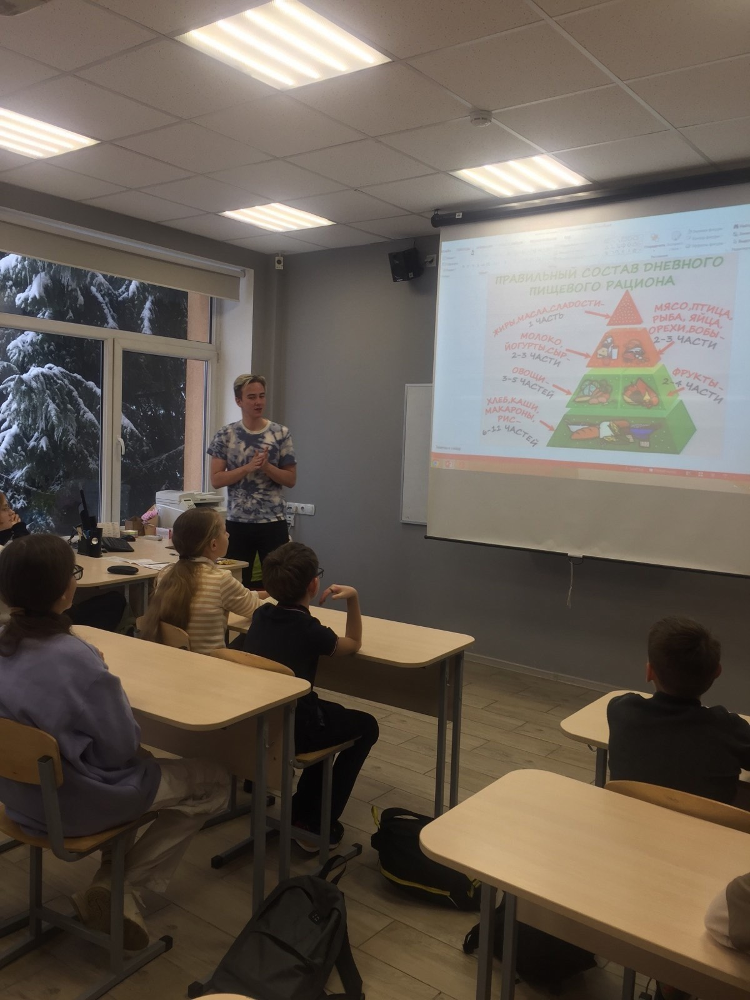 ПРАВИЛЬНЫЙ СОСТАВ ДНЕВНОГО
ПИЩЕВОГО РАЦИОНА
ЖИРЫ,МАСЛА,СЛАДОСТИ-
1 ЧАСТЬ
МЯСО,ПТИЦА,
РЫБА, ЯЙЦА,
ОРЕХИ,БОБЫ-
2-3 ЧАСТИ
МОЛОКО,
ЙОГУРТЫ,СЫР-
2-3 ЧАСТИ
ОВОЩИ-
3-5 ЧАСТЕЙ
ФРУКТЫ-
2-4 ЧАСТИ
ХЛЕБ,КАШИ,
МАКАРОНЫ,
РИС-
6-11 ЧАСТЕЙ